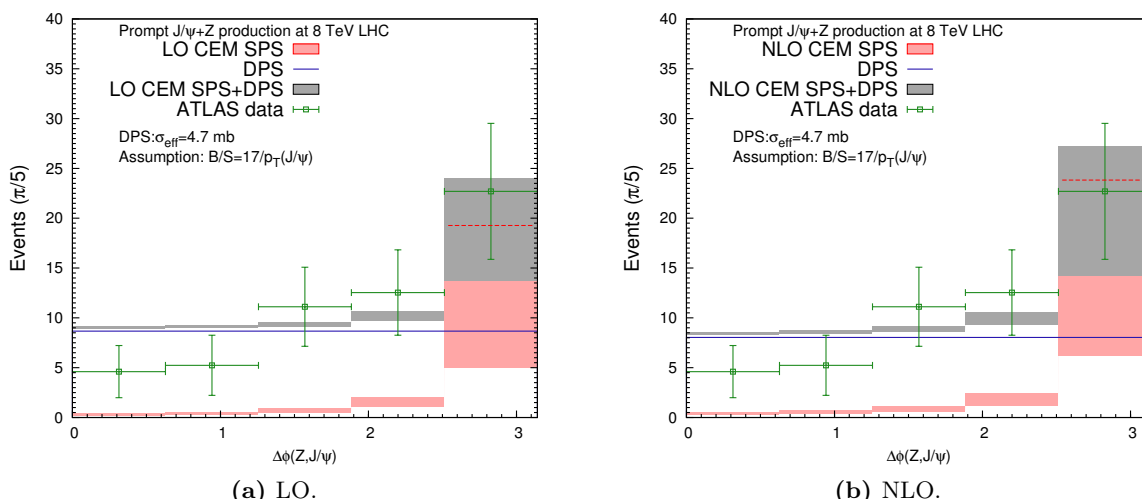 Prompt J/ψ+Z production at 8 TeV LHC
LO CEM SPS
DPS
LO CEM SPS+DPS
ATLAS data
DPS:σeff=4.7 mb
Assumption: B/S=17/pT(J/ψ)
Events (π/5)
40
35
30
25
20
15
10
5
0
0
1
2
3
Δϕ(Z,J/ψ)
(a) LO.
Prompt J/ψ+Z production at 8 TeV LHC
NLO CEM SPS
DPS
NLO CEM SPS+DPS
ATLAS data
DPS:σeff=4.7 mb
Assumption: B/S=17/pT(J/ψ)
Events (π/5)
40
35
30
25
20
15
10
5
0
0
1
2
3
Δϕ(Z,J/ψ)
(b) NLO.